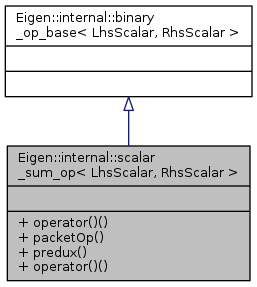 Eigen::internal::binary
_op_base< LhsScalar, RhsScalar >
Eigen::internal::scalar
_sum_op< LhsScalar, RhsScalar >
+ operator()()
+ packetOp()
+ predux()
+ operator()()